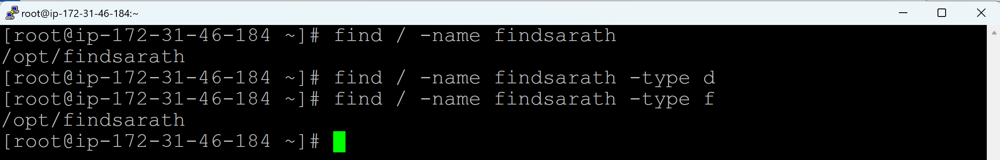 root@ip-172-31-46-184:~
[root@ip-172-31-46-184 ~]# find / -name findsarath
/opt/findsarath
[root@ip-172-31-46-184 ~]# find / -name findsarath -type d
[root@ip-172-31-46-184 ~]# find / -name findsarath -type f
/opt/findsarath
[root@ip-172-31-46-184 ~]#